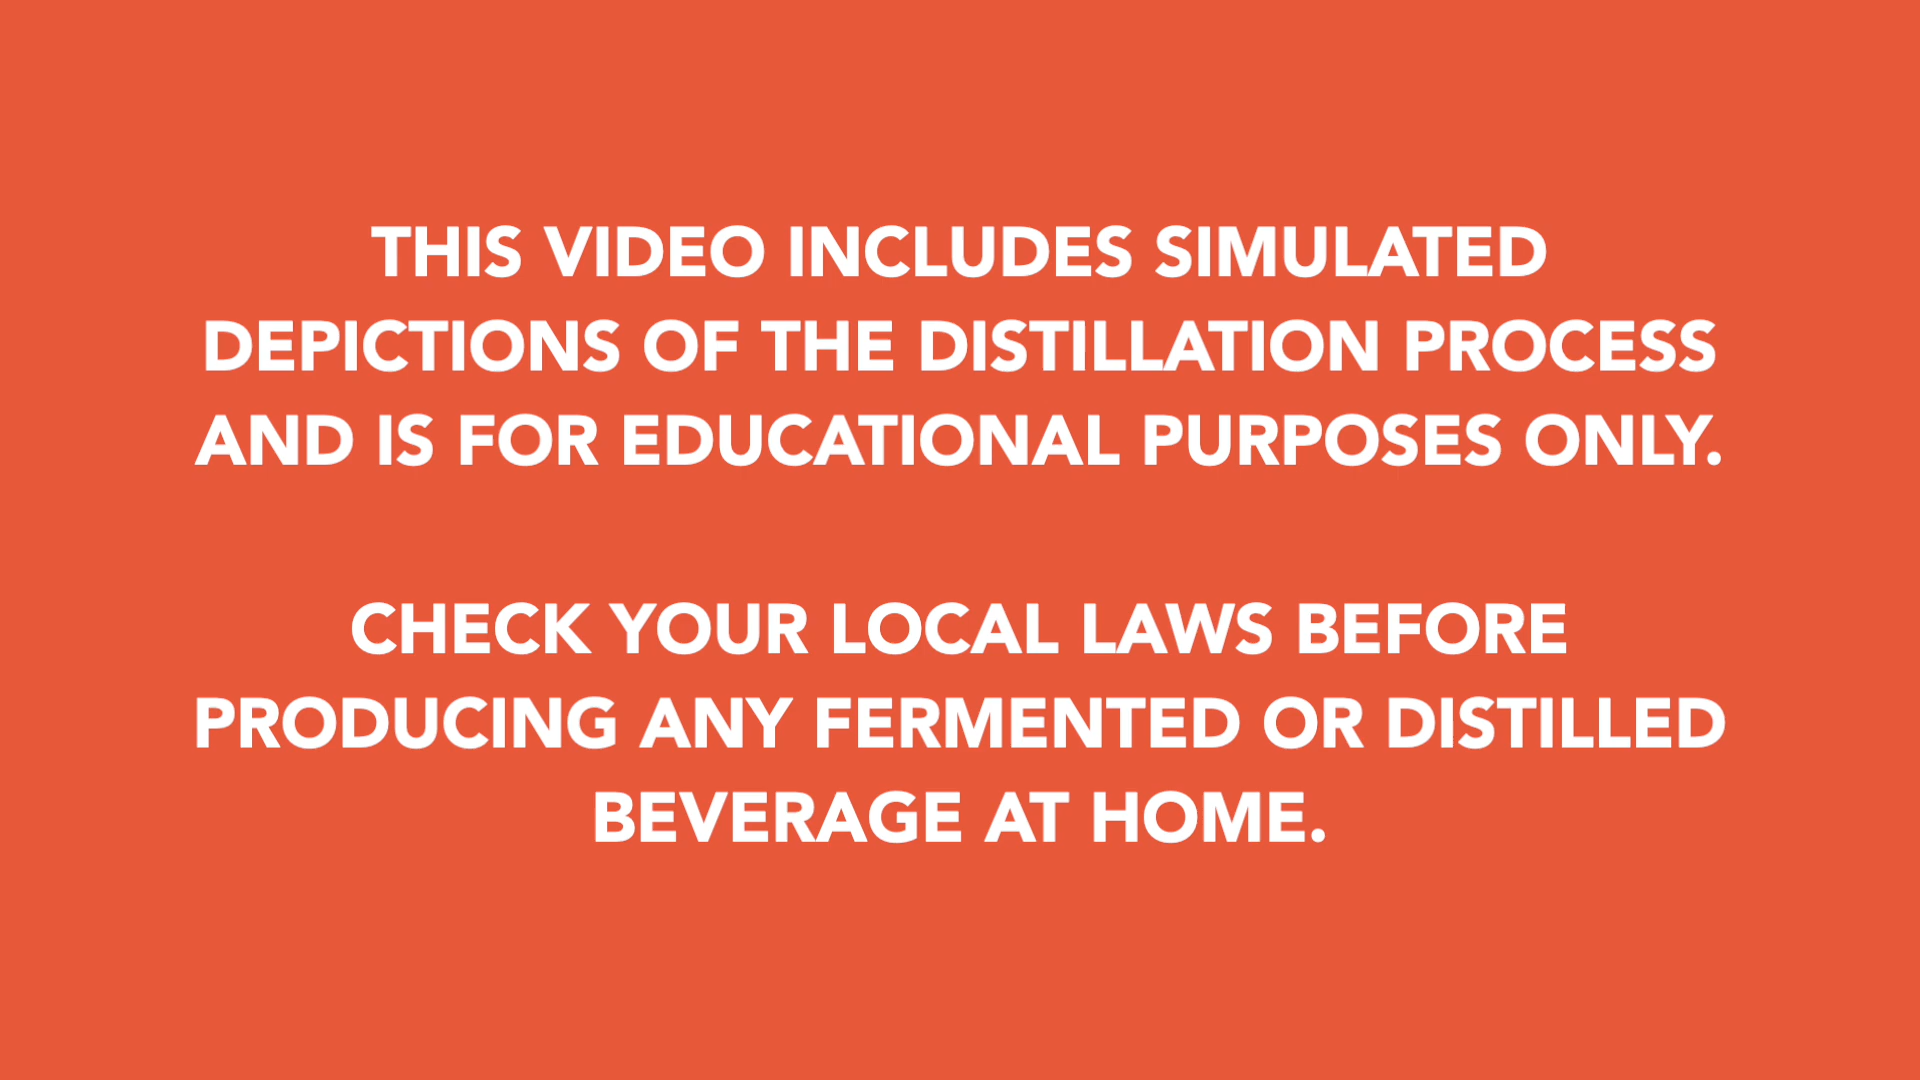 THIS VIDEO INCLUDES SIMULATED
DEPICTIONS OF THE DISTILLATION PROCESS
AND IS FOR EDUCATIONAL PURPOSES ONLY.
CHECK YOUR LOCAL LAWS BEFORE
PRODUCING ANY FERMENTED OR DISTILLED
BEVERAGE AT HOME.